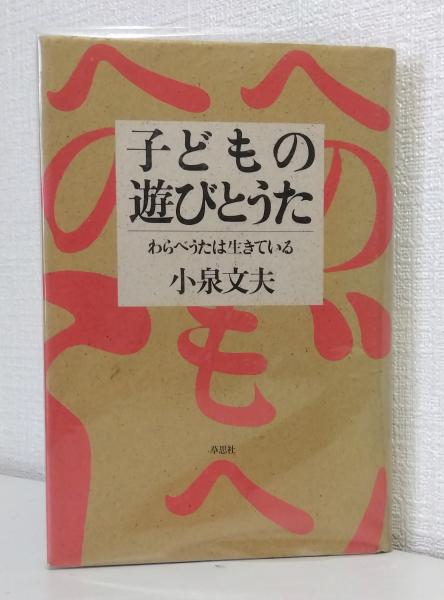 子どもの
遊びとうた
わらべうたは生きている
小泉文夫
草思社